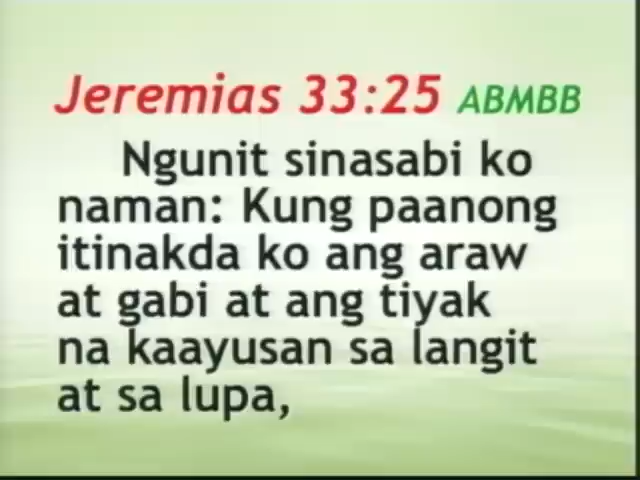 Jeremias 33:25 ABMBB
Ngunit sinasabi ko
naman: Kung paanong
itinakda ko ang araw
at gabi at ang tiyak
na kaayusan sa langit
at sa lupa,